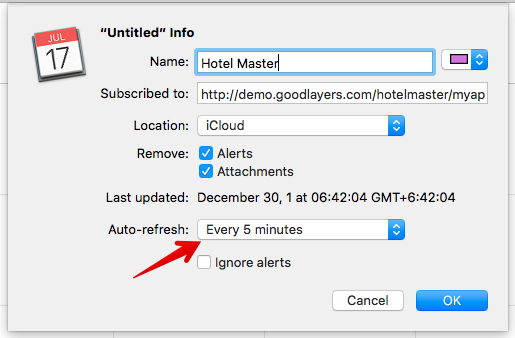 JUL
17
“Untitled” Info
Name: Hotel Master
Subscribed to: http://demo.goodlayers.com/hotelmaster/myap
Location: iCloud
Remove: Alerts
Attachments
Last updated: December 30, 1 at 06:42:04 GMT+6:42:04
Auto-refresh: Every 5 minutes
Ignore alerts
Cancel OK